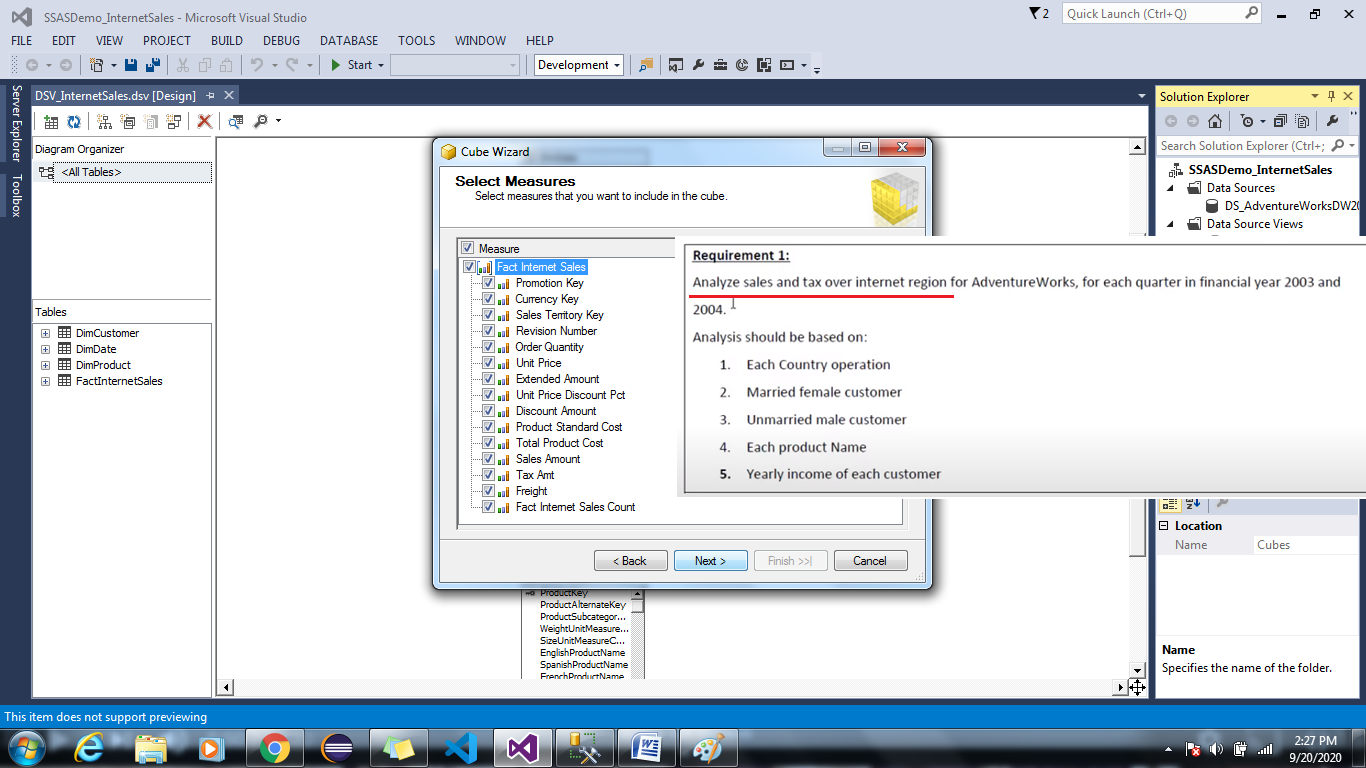 SSASDemo_InternetSales - Microsoft Visual Studio
2
Quick Launch (Ctrl+Q)
FILE EDIT VIEW PROJECT BUILD DEBUG DATABASE TOOLS WINDOW HELP
Start
Development
Server Explorer
Toolbox
DSV_InternetSales.dsv [Design]
Diagram Organizer
<All Tables>
Tables
DimCustomer
DimDate
DimProduct
FactInternetSales
Cube Wizard
Select Measures
Select measures that you want to include in the cube.
Measure
Fact Internet Sales
Promotion Key
Currency Key
Sales Territory Key
Revision Number
Order Quantity
Unit Price
Extended Amount
Unit Price Discount Pct
Discount Amount
Product Standard Cost
Total Product Cost
Sales Amount
Tax Amt
Freight
Fact Internet Sales Count
< Back
Next >
Finish >>|
Cancel
Requirement 1:
Analyze sales and tax over internet region for AdventureWorks, for each quarter in financial year 2003 and
2004.
Analysis should be based on:
1. Each Country operation
2. Married female customer
3. Unmarried male customer
4. Each product Name
5. Yearly income of each customer
ProductKey
ProductAlternateKey
ProductSubcategor...
WeightUnitMeasure...
SizeUnitMeasureC...
EnglishProductName
SpanishProductName
FrenchProductName
Solution Explorer
Search Solution Explorer (Ctrl+;
SSASDemo_InternetSales
Data Sources
DS_AdventureWorksDW20
Data Source Views
Location
Name Cubes
Name
Specifies the name of the folder.
This item does not support previewing
2:27 PM
9/20/2020